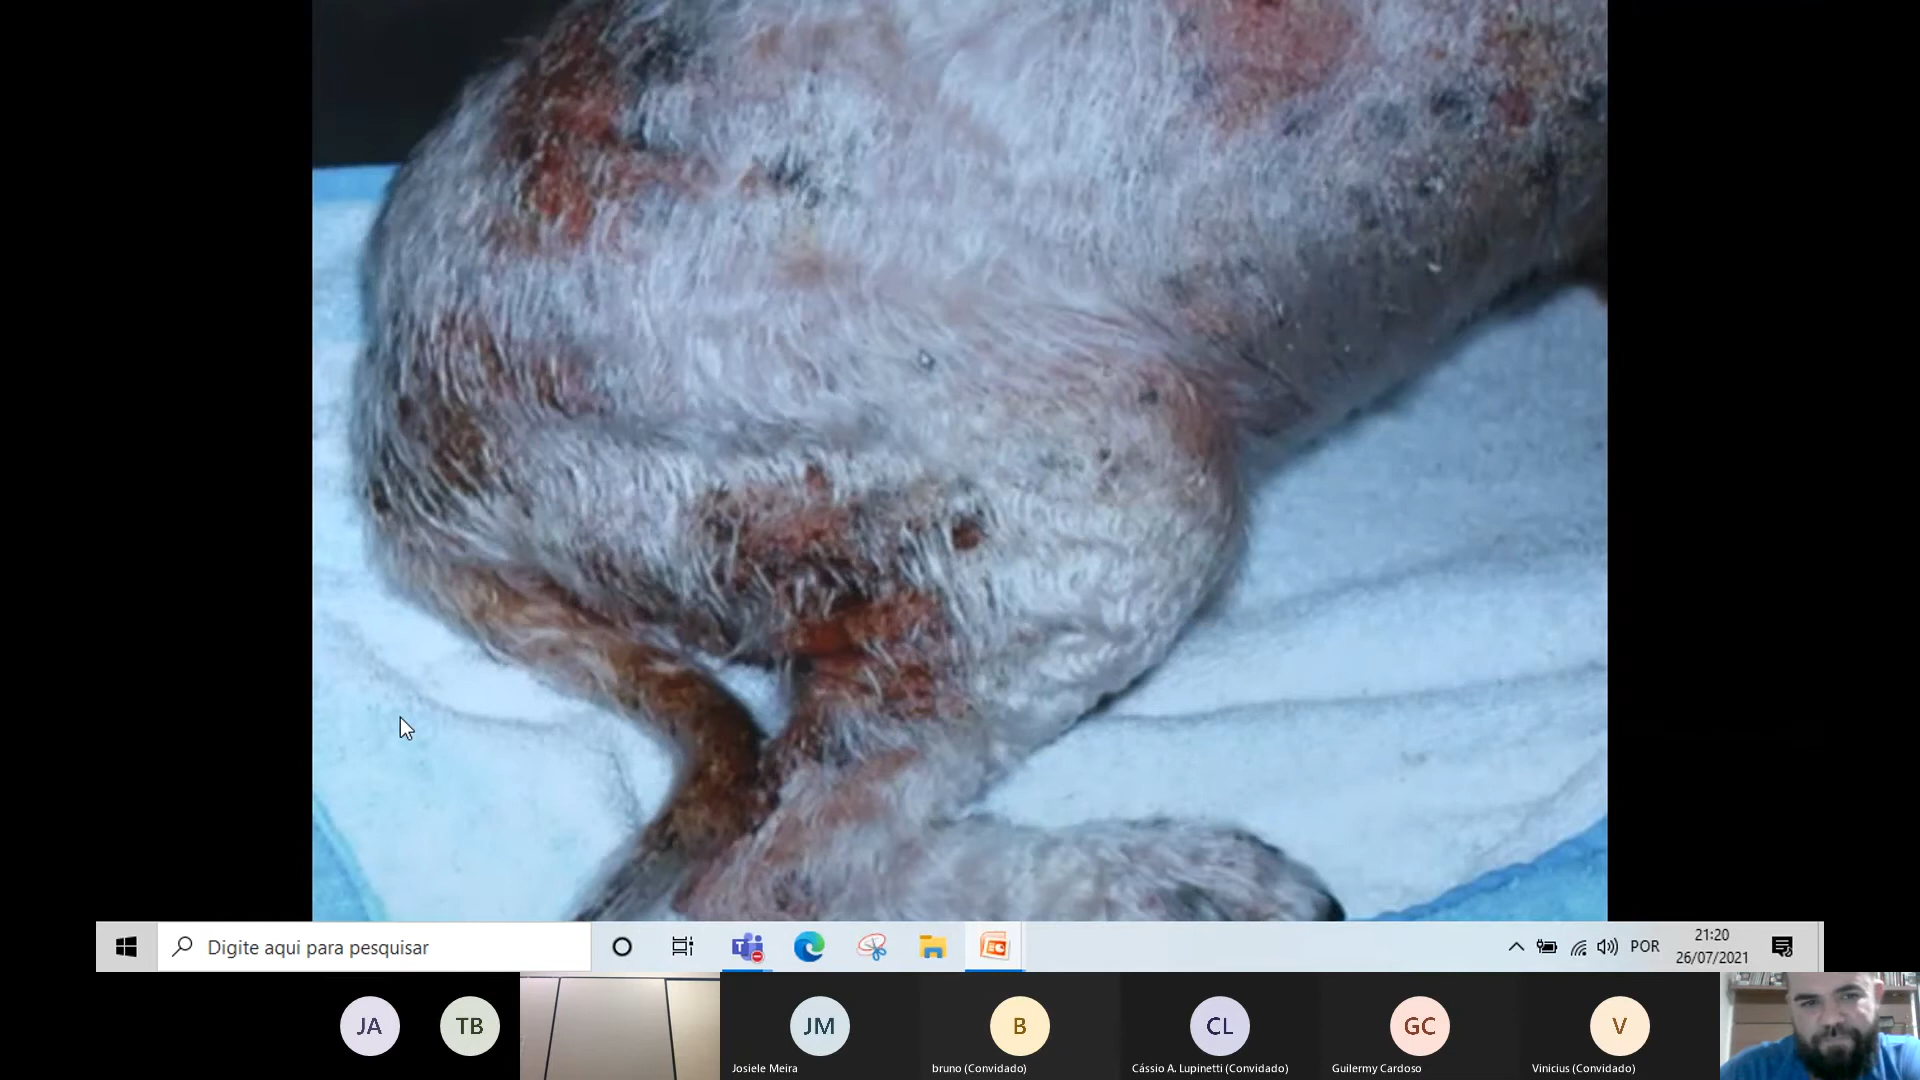 Digite aqui para pesquisar
POR
21:20
26/07/2021
JA
TB
JM
Josiele Meira
B
bruno (Convidado)
CL
Cássio A. Lupinetti (Convidado)
GC
Guilermy Cardoso
V
Vinicius (Convidado)